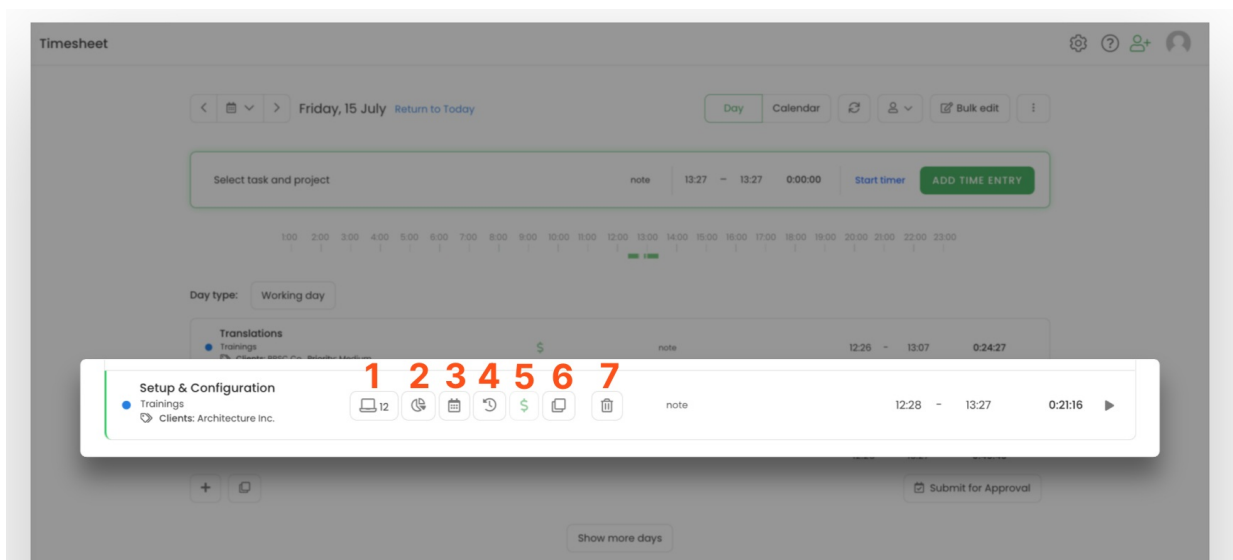 Timesheet
Friday, 15 July Return to Today
Day Calendar Bulk edit
Select task and project note 13:27 – 13:27 0:00:00 Start timer ADD TIME ENTRY
1:00 2:00 3:00 4:00 5:00 6:00 7:00 8:00 9:00 10:00 11:00 12:00 13:00 14:00 15:00 16:00 17:00 18:00 19:00 20:00 21:00 22:00 23:00
Day type: Working day
Translations
Trainings $ note 12:26 - 13:07 0:24:27
1 2 3 4 5 6 7
Setup & Configuration
Trainings 12 $ note 12:28 - 13:27 0:21:16
Clients: Architecture Inc.
Submit for Approval
Show more days